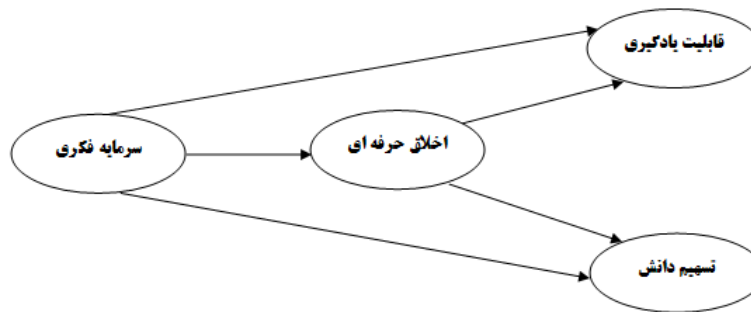 قابلیت یادگیری
اخلاق حرفه ای
سرمایه فکری
تسهیم دانش